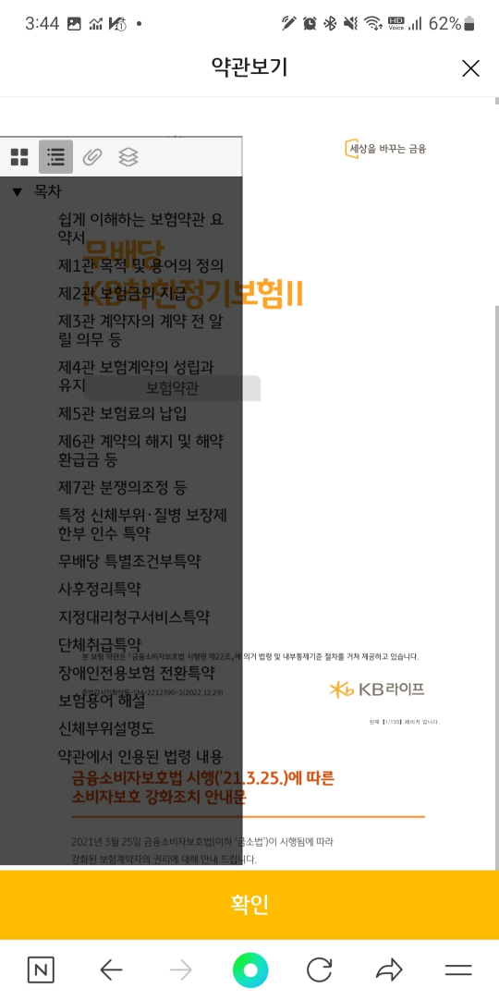 3:44
HD Voice
62%
약관보기
세상을 바꾸는 금융
목차
쉽게 이해하는 보험약관 요
약서
무배당
제1관 목적 및 용어의 정의
KB착한정기보험II
제2관 보험금의 지급
제3관 계약자의 계약 전 알
릴 의무 등
제4관 보험계약의 성립과
유지
보험약관
제5관 보험료의 납입
제6관 계약의 해지 및 해약
환급금 등
제7관 분쟁의조정 등
특정 신체부위·질병 보장제
한부 인수 특약
무배당 특별조건부특약
사후정리특약
지정대리청구서비스특약
단체취급특약
본 보험 약관은 「금융소비자보호법 시행령 제22조」에 의거 법령 및 내부통제기준 절차를 거쳐 제공하고 있습니다.
장애인전용보험 전환특약
2212390-1(2022.12.29)
KB라이프
보험용어 해설
현재 【1/138】 페이지 입니다.
신체부위설명도
약관에서 인용된 법령 내용
금융소비자보호법 시행('21.3.25.)에 따른
소비자보호 강화조치 안내문
2021년 3월 25일 금융소비자보호법(이하 '금소법')이 시행됨에 따라
강화된 보험계약자의 권리에 대해 안내 드립니다.
확인
N